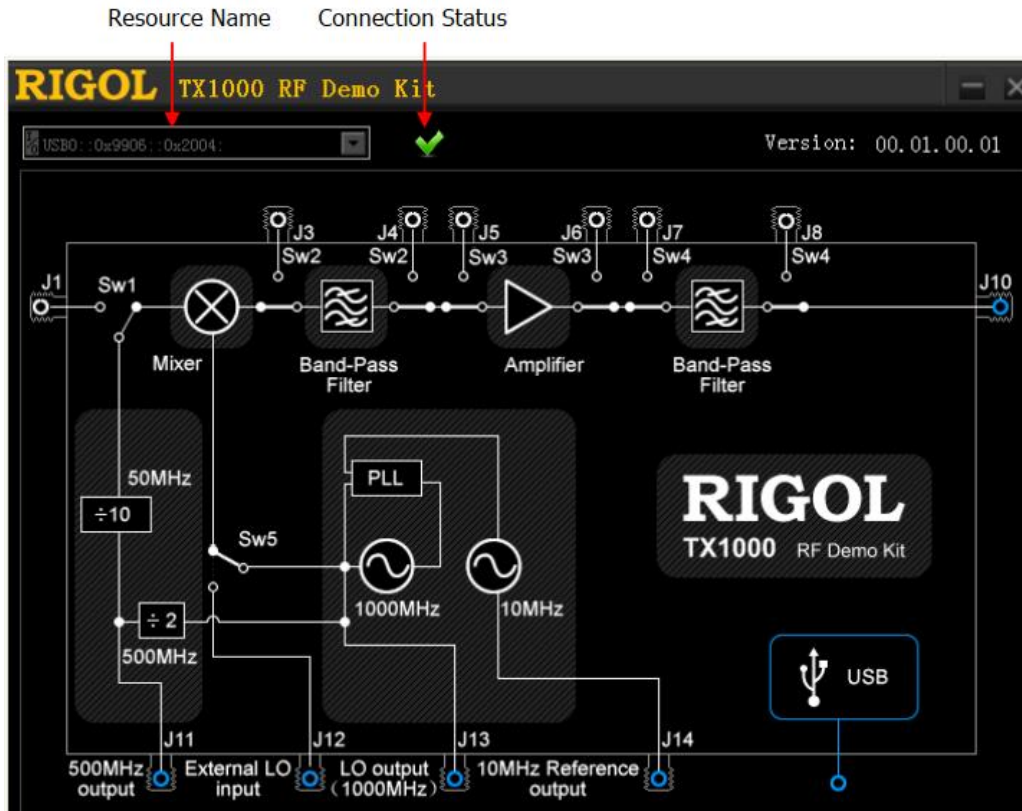 Resource Name Connection Status
RIGOL TX1000 RF Demo Kit
USB0::0x9906::0x2004:
Version: 00.01.00.01
J3 J4 J5 J6 J7 J8
Sw2 Sw2 Sw3 Sw3 Sw4 Sw4
J1 Sw1 J10
Mixer Band-Pass Filter Amplifier Band-Pass Filter
50MHz
÷10
PLL
RIGOL
TX1000 RF Demo Kit
Sw5
1000MHz 10MHz
÷ 2
500MHz
USB
J11 J12 J13 J14
500MHz output
External LO input
LO output (1000MHz)
10MHz Reference output